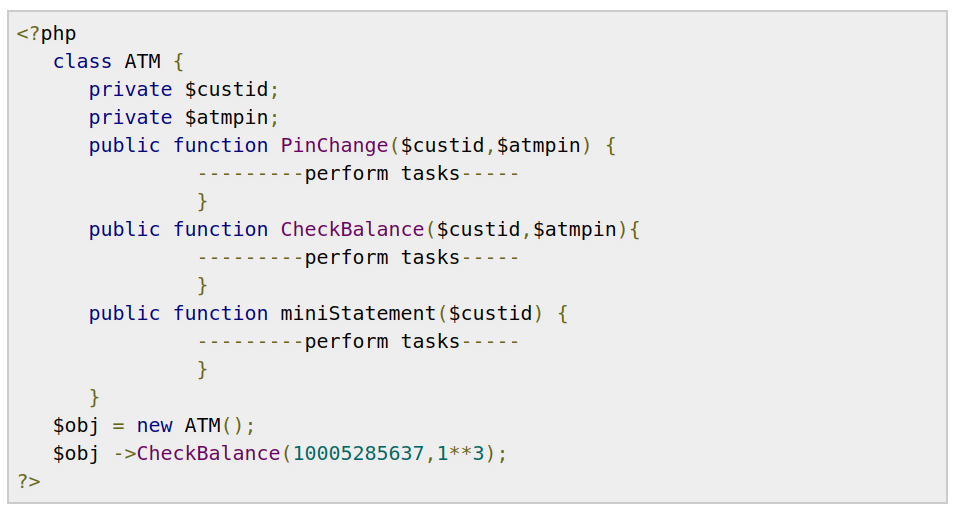 <?php
   class ATM {
      private $custid;
      private $atmpin;
      public function PinChange($custid,$atmpin) {
               ---------perform tasks-----
               }
      public function CheckBalance($custid,$atmpin){
               ---------perform tasks-----
               }
      public function miniStatement($custid) {
               ---------perform tasks-----
               }
      }
   $obj = new ATM();
   $obj ->CheckBalance(10005285637,1**3);
?>